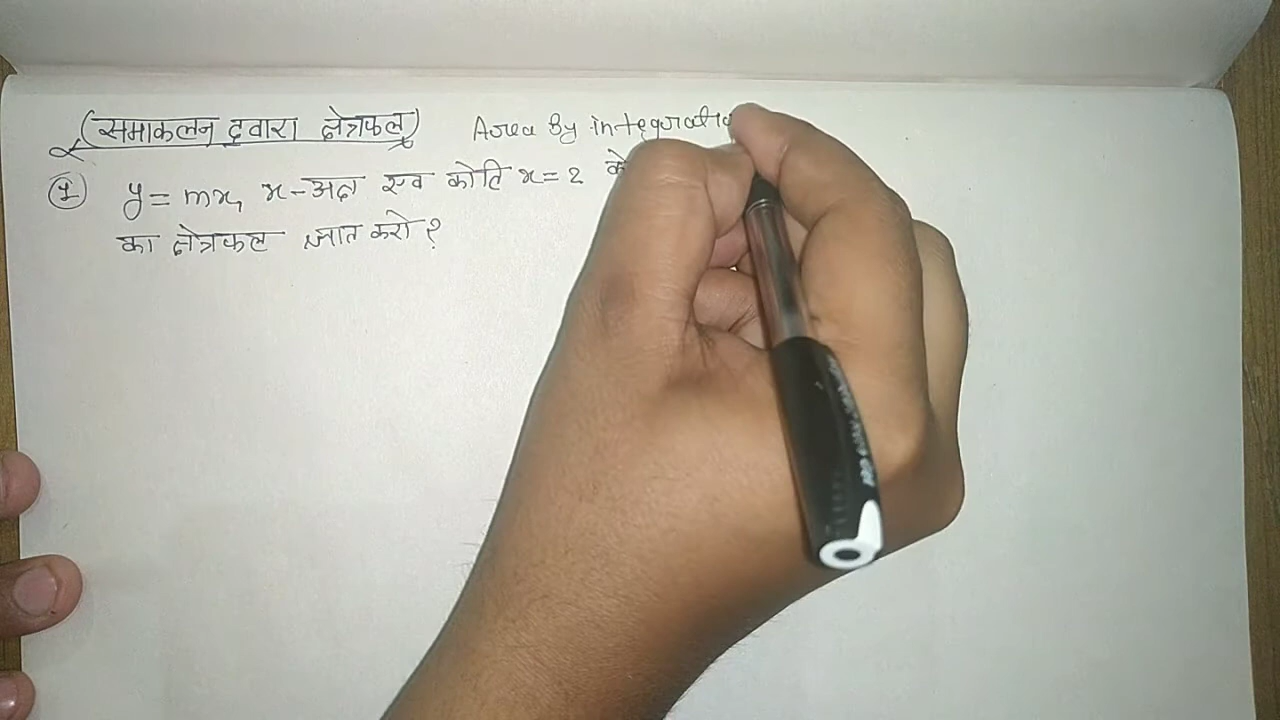 (समाकलन द्वारा क्षेत्रफल) Area By integratio
① y = mx, x-अक्ष एव कोटि x = 2 के
का क्षेत्रफल ज्ञात करो?